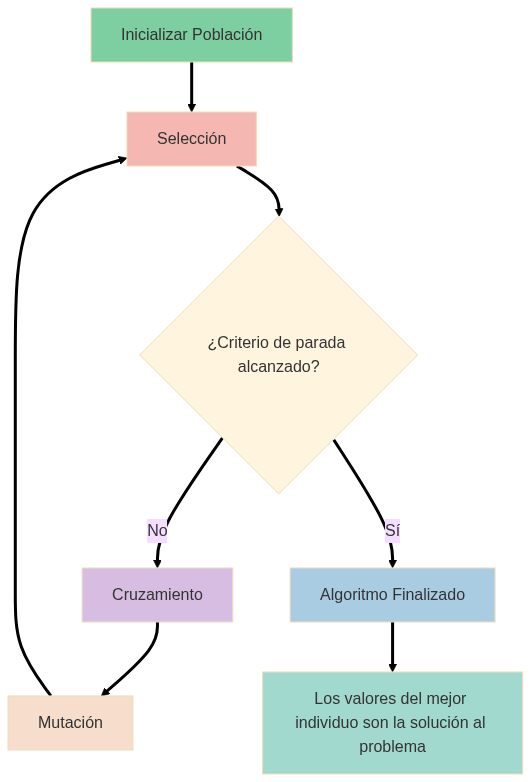 Inicializar Población
Selección
¿Criterio de parada
alcanzado?
No
Sí
Cruzamiento
Algoritmo Finalizado
Mutación
Los valores del mejor
individuo son la solución al
problema